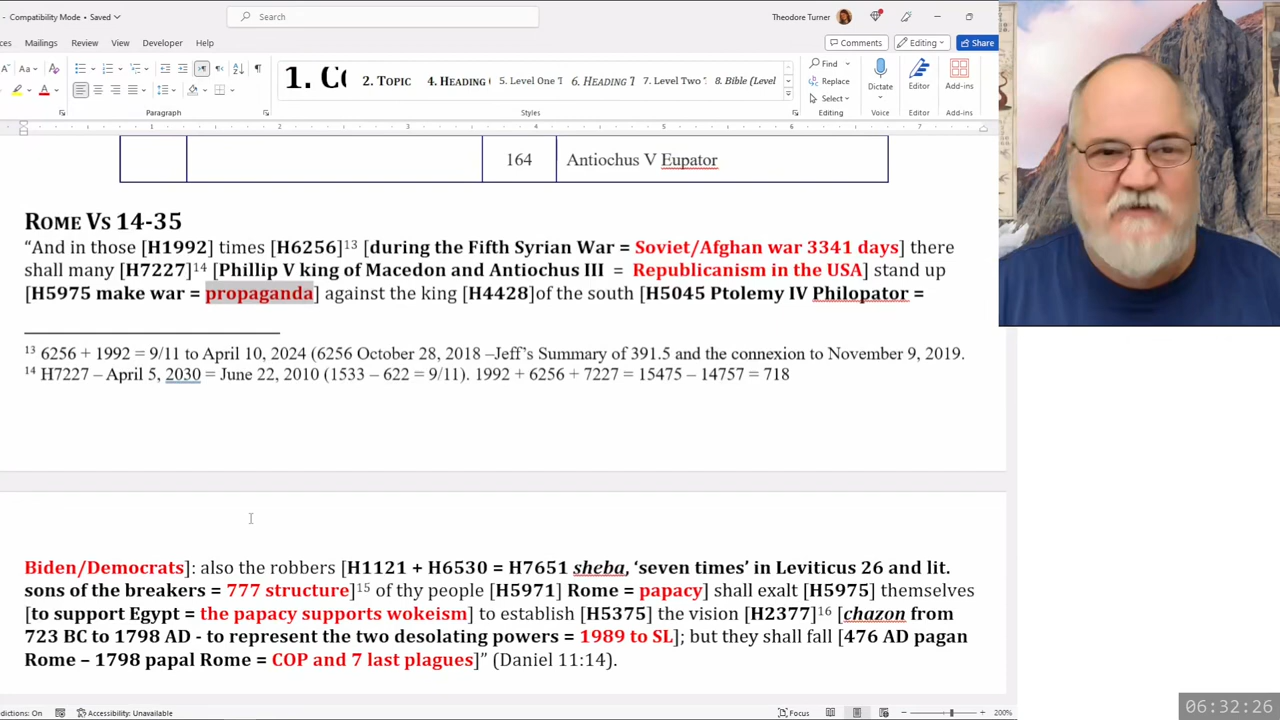 - Compatibility Mode • Saved
Search
Theodore Turner
Mailings Review View Developer Help
Comments
Editing
Share
Aa
1.
2. TOPIC
4. HEADING
5. Level One T
6. HEADING T
7. Level Two
8. Bible (Level
Find
Replace
Select
Dictate
Editor
Add-ins
Paragraph
Styles
Editing
Voice
Editor
Add-ins
1 2 3 4 5 6 7
164 Antiochus V Eupator
ROME VS 14-35
“And in those [H1992] times [H6256]13 [during the Fifth Syrian War = Soviet/Afghan war 3341 days] there
shall many [H7227]14 [Phillip V king of Macedon and Antiochus III = Republicanism in the USA] stand up
[H5975 make war = propaganda] against the king [H4428]of the south [H5045 Ptolemy IV Philopator =
13 6256 + 1992 = 9/11 to April 10, 2024 (6256 October 28, 2018 –Jeff’s Summary of 391.5 and the connexion to November 9, 2019.
14 H7227 – April 5, 2030 = June 22, 2010 (1533 – 622 = 9/11). 1992 + 6256 + 7227 = 15475 – 14757 = 718
Biden/Democrats]: also the robbers [H1121 + H6530 = H7651 sheba, ‘seven times’ in Leviticus 26 and lit.
sons of the breakers = 777 structure]15 of thy people [H5971] Rome = papacy] shall exalt [H5975] themselves
[to support Egypt = the papacy supports wokeism] to establish [H5375] the vision [H2377]16 [chazon from
723 BC to 1798 AD - to represent the two desolating powers = 1989 to SL]; but they shall fall [476 AD pagan
Rome – 1798 papal Rome = COP and 7 last plagues]” (Daniel 11:14).
dictions: On
Accessibility: Unavailable
Focus
200%
06:32:26